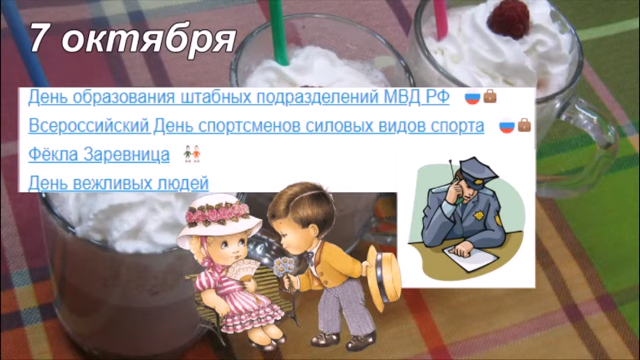 7 октября
День образования штабных подразделений МВД РФ
Всероссийский День спортсменов силовых видов спорта
Фёкла Заревница
День вежливых людей